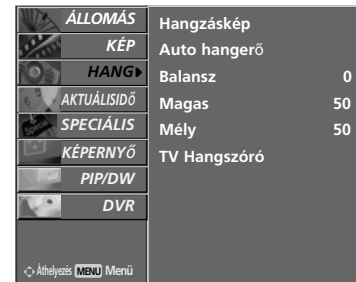 ÁLLOMÁS
KÉP
HANG
AKTUÁLISIDŐ
SPECIÁLIS
KÉPERNYŐ
PIP/DW
DVR
Áthelyezés MENU Menü
Hangzáskép
Auto hangerő
Balansz 0
Magas 50
Mély 50
TV Hangszóró